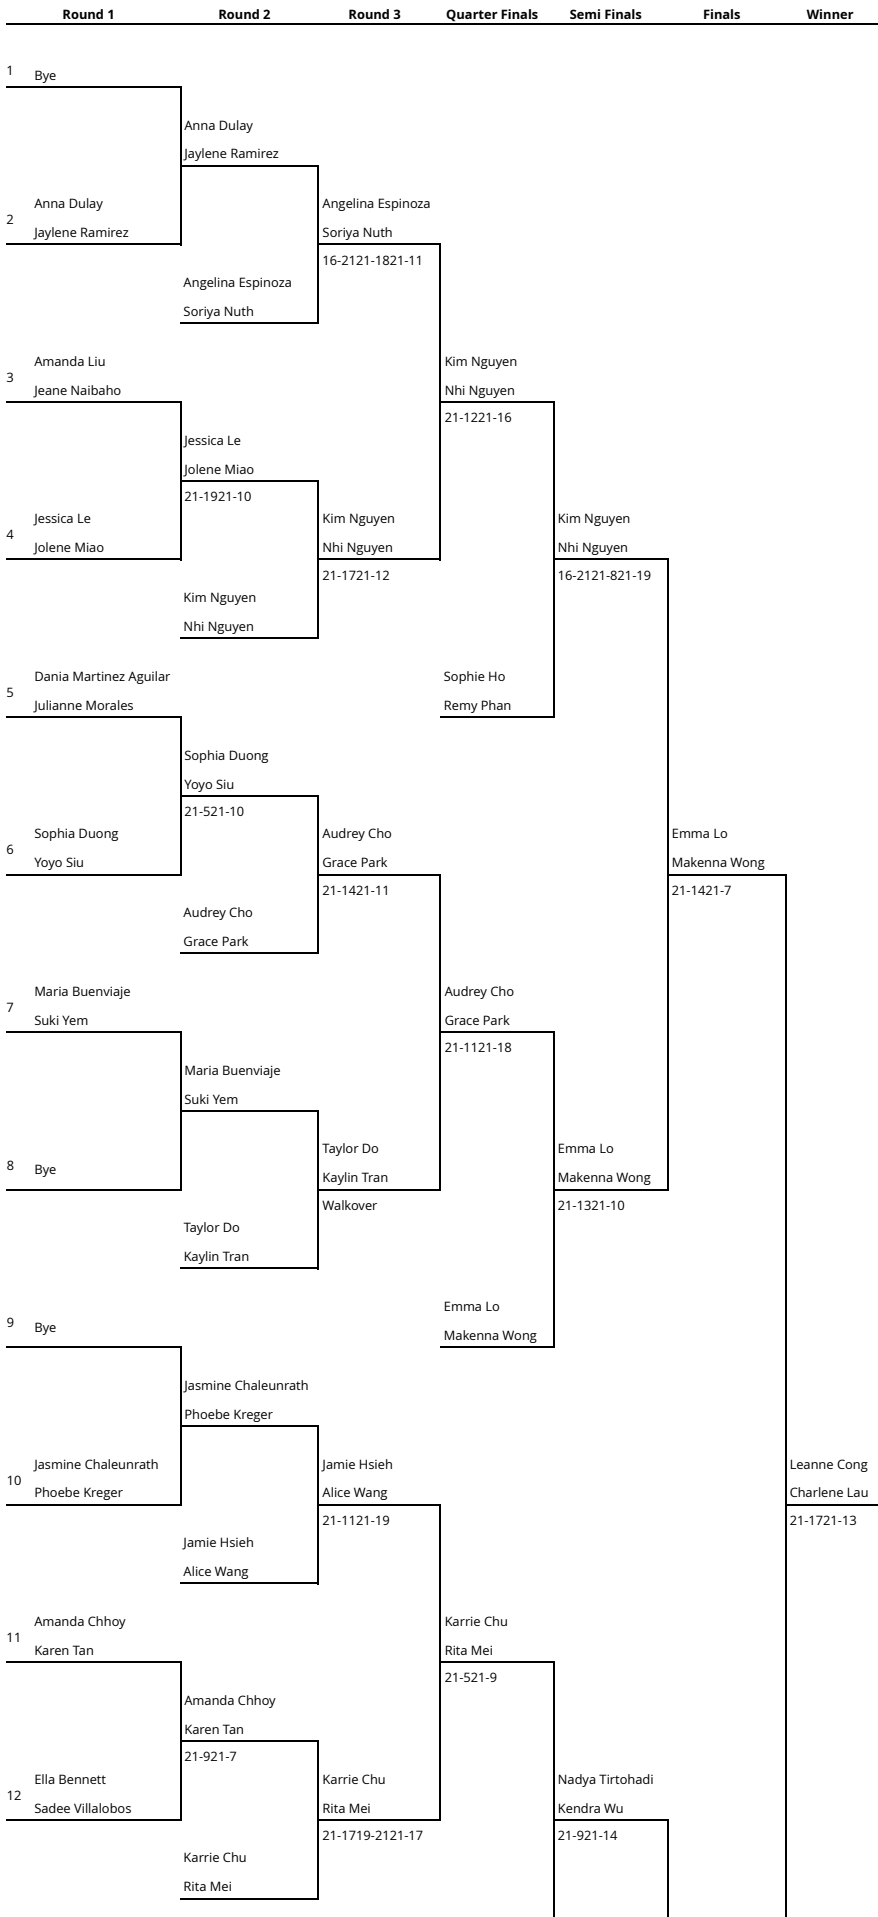 Round 1 Round 2 Round 3 Quarter Finals Semi Finals Finals Winner
1 Bye
Anna Dulay
Jaylene Ramirez
2 Anna Dulay
Jaylene Ramirez
Angelina Espinoza
Soriya Nuth
16-2121-1821-11
Angelina Espinoza
Soriya Nuth
3 Amanda Liu
Jeane Naibaho
Kim Nguyen
Nhi Nguyen
21-1221-16
Jessica Le
Jolene Miao
21-1921-10
4 Jessica Le
Jolene Miao
Kim Nguyen
Nhi Nguyen
21-1721-12
Kim Nguyen
Nhi Nguyen
16-2121-821-19
Kim Nguyen
Nhi Nguyen
5 Dania Martinez Aguilar
Julianne Morales
Sophie Ho
Remy Phan
Sophia Duong
Yoyo Siu
21-521-10
6 Sophia Duong
Yoyo Siu
Audrey Cho
Grace Park
21-1421-11
Emma Lo
Makenna Wong
21-1421-7
Audrey Cho
Grace Park
7 Maria Buenviaje
Suki Yem
Audrey Cho
Grace Park
21-1121-18
Maria Buenviaje
Suki Yem
8 Bye
Taylor Do
Kaylin Tran
Walkover
Emma Lo
Makenna Wong
21-1321-10
Taylor Do
Kaylin Tran
Emma Lo
Makenna Wong
9 Bye
Jasmine Chaleunrath
Phoebe Kreger
10 Jasmine Chaleunrath
Phoebe Kreger
Jamie Hsieh
Alice Wang
21-1121-19
Leanne Cong
Charlene Lau
21-1721-13
Jamie Hsieh
Alice Wang
11 Amanda Chhoy
Karen Tan
Karrie Chu
Rita Mei
21-521-9
Amanda Chhoy
Karen Tan
21-921-7
12 Ella Bennett
Sadee Villalobos
Karrie Chu
Rita Mei
21-1719-2121-17
Nadya Tirtohadi
Kendra Wu
21-921-14
Karrie Chu
Rita Mei